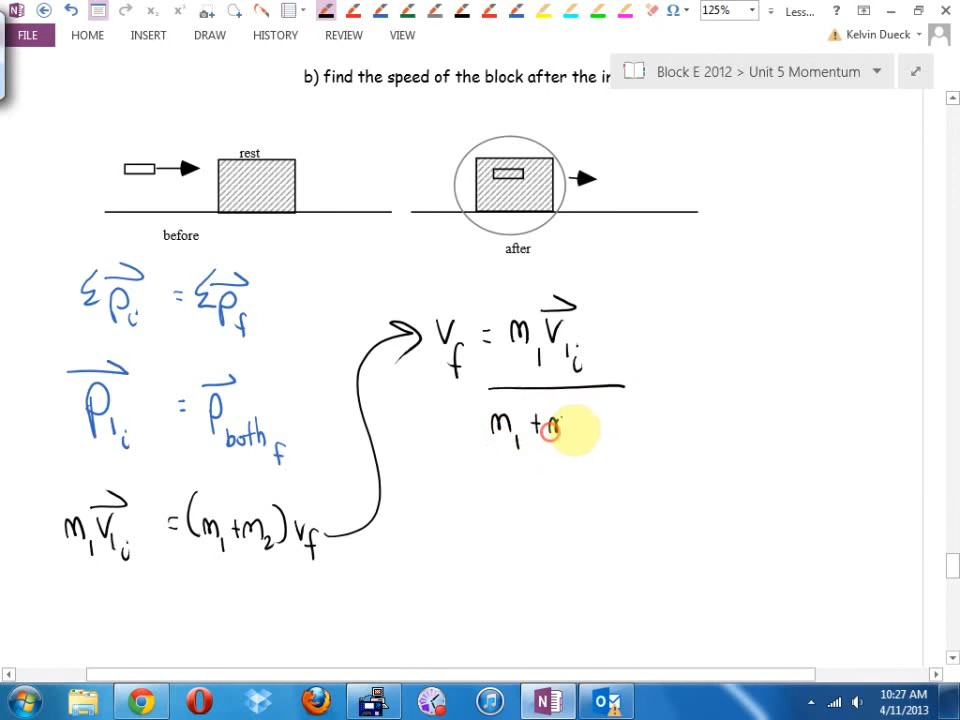 125%
Less...
?
FILE HOME INSERT DRAW HISTORY REVIEW VIEW
Kelvin Dueck
b) find the speed of the block after the i
Block E 2012 > Unit 5 Momentum
rest
before
after
Σp⃗ᵢ = Σp⃗f
p⃗₁ᵢ = p⃗both f
m₁v⃗₁ᵢ = (m₁+m₂)vf
vf = m₁v⃗₁ᵢ
m₁ +
10:27 AM
4/11/2013